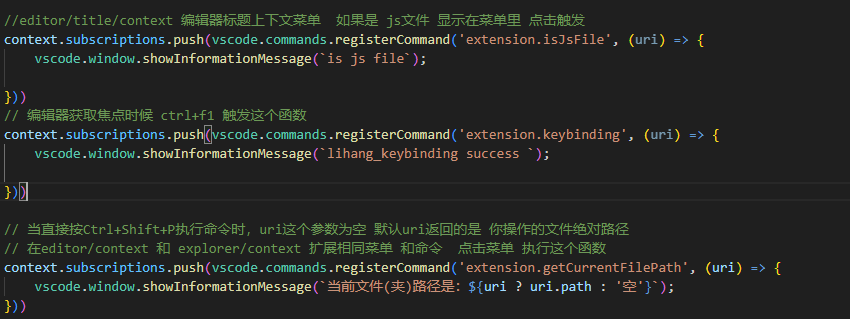 //editor/title/context 编辑器标题上下文菜单  如果是 js文件 显示在菜单里 点击触发
context.subscriptions.push(vscode.commands.registerCommand('extension.isJsFile', (uri) => {
    vscode.window.showInformationMessage(`is js file`);
}))
// 编辑器获取焦点时候 ctrl+f1 触发这个函数
context.subscriptions.push(vscode.commands.registerCommand('extension.keybinding', (uri) => {
    vscode.window.showInformationMessage(`lihang_keybinding success `);
}))
// 当直接按Ctrl+Shift+P执行命令时，uri这个参数为空 默认uri返回的是 你操作的文件绝对路径
// 在editor/context 和 explorer/context 扩展相同菜单 和命令  点击菜单 执行这个函数
context.subscriptions.push(vscode.commands.registerCommand('extension.getCurrentFilePath', (uri) => {
    vscode.window.showInformationMessage(`当前文件(夹)路径是：${uri ? uri.path : '空'}`);
}))